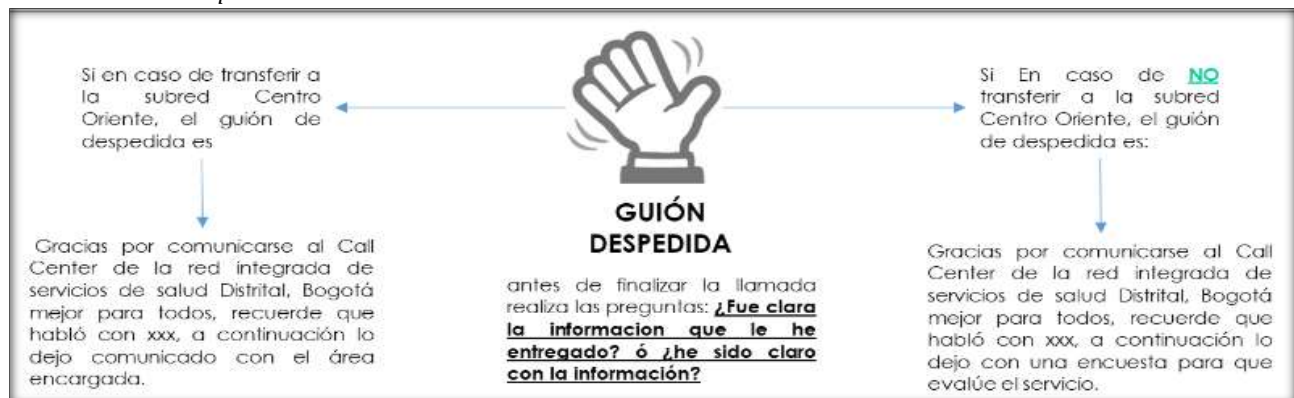 Si en caso de transferir a
la subred Centro
Oriente, el guión de
despedida es
Gracias por comunicarse al Call
Center de la red integrada de
servicios de salud Distrital, Bogotá
mejor para todos, recuerde que
habló con xxx, a continuación lo
dejo comunicado con el área
encargada.
GUIÓN
DESPEDIDA
antes de finalizar la llamada
realiza las preguntas: ¿Fue clara
la informacion que le he
entregado? ó ¿he sido claro
con la información?
Si En caso de NO
transferir a la subred
Centro Oriente, el guión
de despedida es:
Gracias por comunicarse al Call
Center de la red integrada de
servicios de salud Distrital, Bogotá
mejor para todos, recuerde que
habló con xxx, a continuación lo
dejo con una encuesta para que
evalúe el servicio.